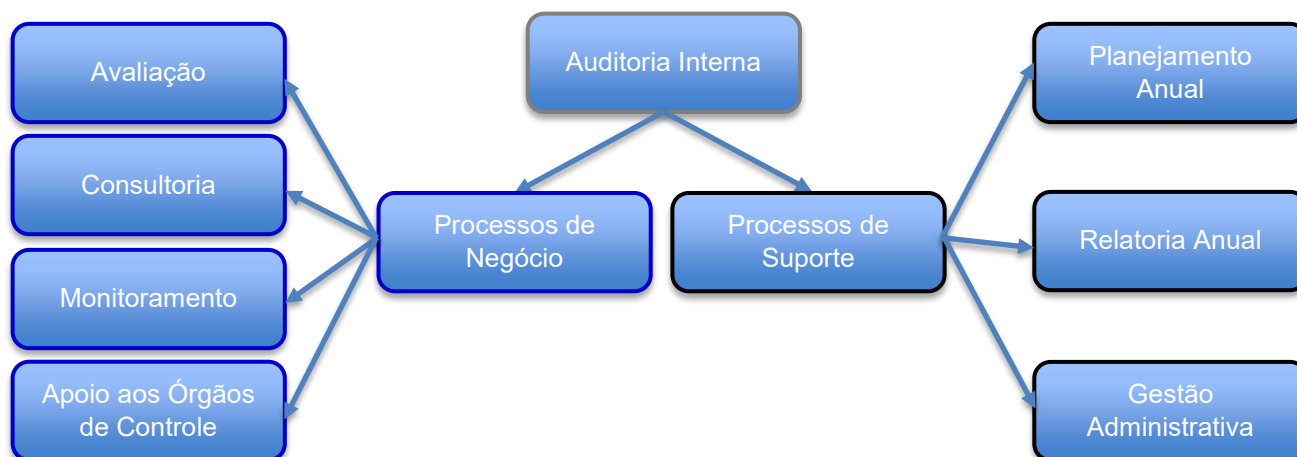 Auditoria Interna
Processos de
Negócio
Processos de
Suporte
Avaliação
Consultoria
Monitoramento
Apoio aos Órgãos
de Controle
Planejamento
Anual
Relatoria Anual
Gestão
Administrativa